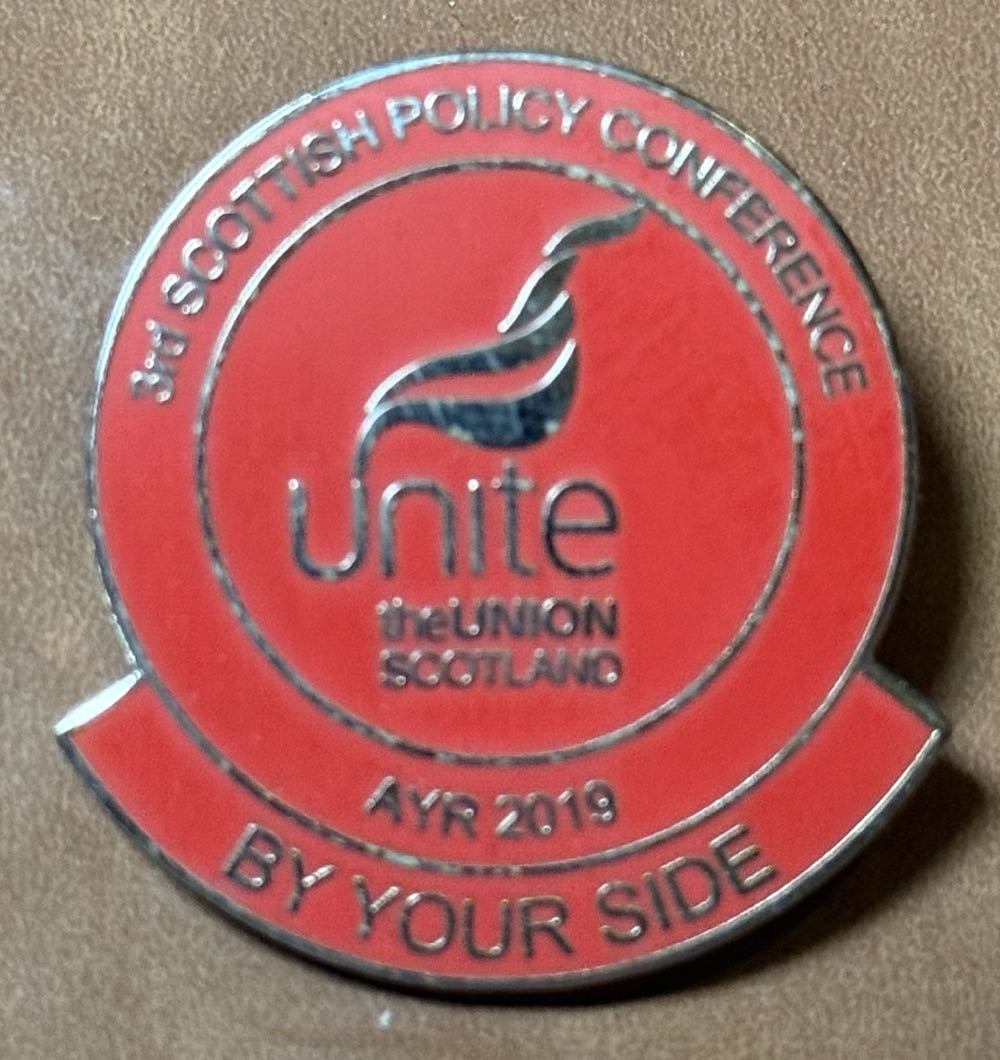 3rd SCOTTISH POLICY CONFERENCE
unite
theUNION
SCOTLAND
AYR 2019
BY YOUR SIDE